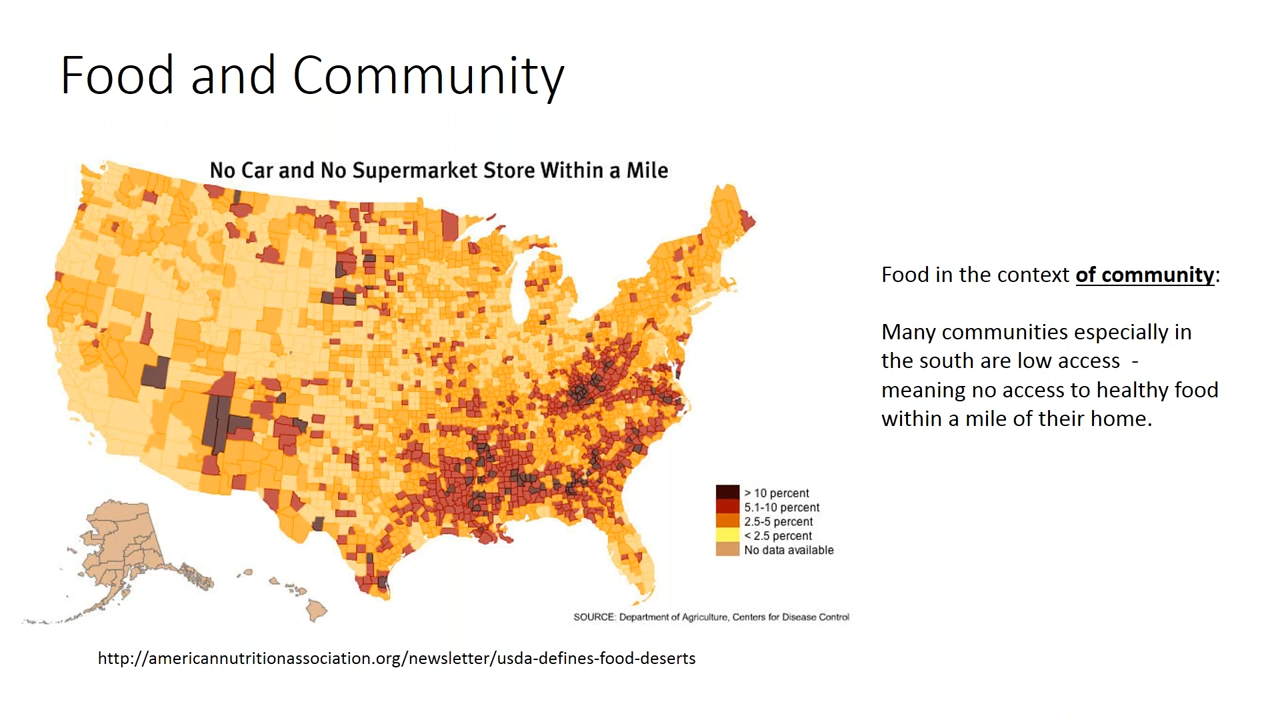 Food and Community
No Car and No Supermarket Store Within a Mile
Food in the context of community:
Many communities especially in
the south are low access  -
meaning no access to healthy food
within a mile of their home.
> 10 percent
5.1-10 percent
2.5-5 percent
< 2.5 percent
No data available
SOURCE: Department of Agriculture, Centers for Disease Control
http://americannutritionassociation.org/newsletter/usda-defines-food-deserts